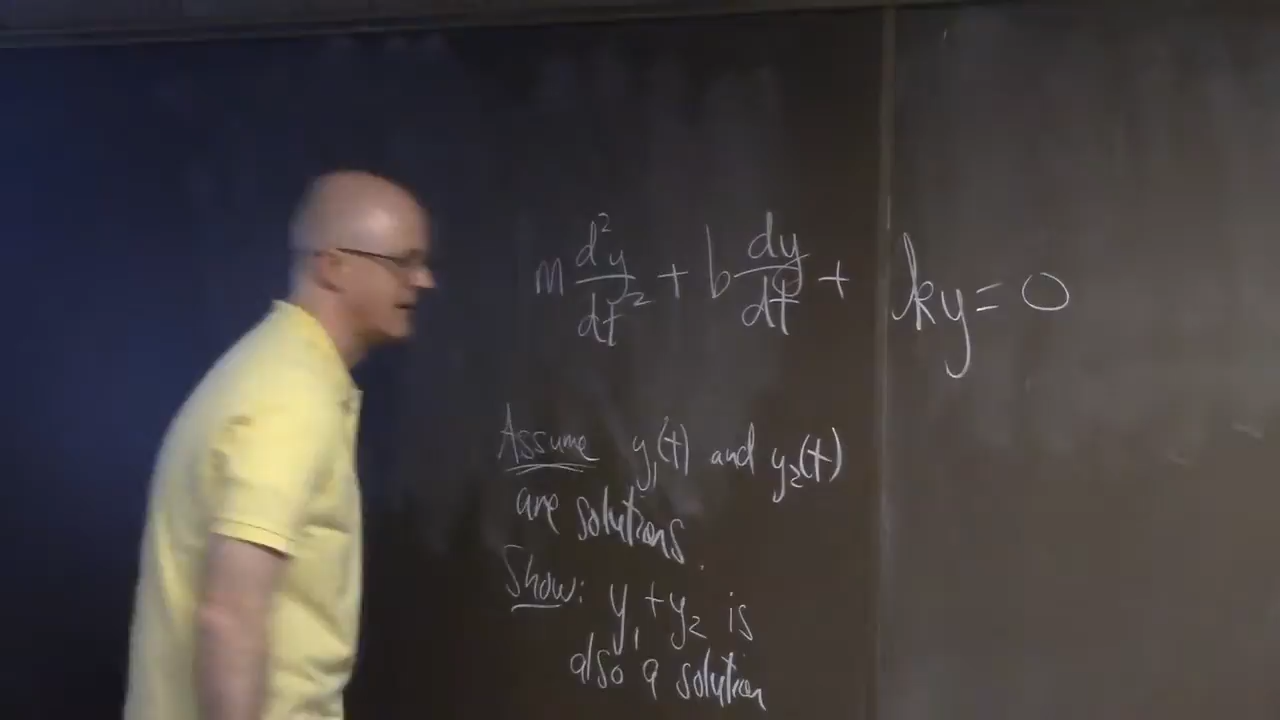 m d²y/dt² + b dy/dt + ky = 0
Assume y₁(t) and y₂(t)
are solutions.
Show: y₁ + y₂ is
also a solution